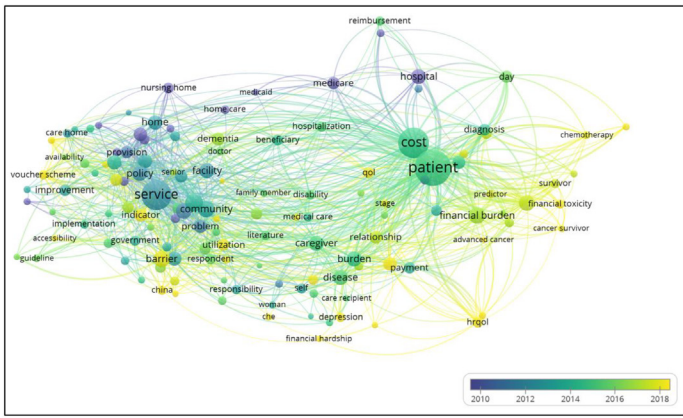 reimbursement
nursing home
medicaid
medicare
hospital
day
home care
home
hospitalization
care home
dementia
beneficiary
diagnosis
chemotherapy
cost
provision
doctor
availability
voucher scheme
policy
senior
facility
qol
patient
improvement
service
family member
disability
predictor
survivor
indicator
community
stage
financial toxicity
implementation
problem
medical care
financial burden
accessibility
government
literature
relationship
advanced cancer
cancer survivor
guideline
barrier
utilization
caregiver
respondent
burden
payment
disease
china
responsibility
self
care recipient
woman
che
depression
hrqol
financial hardship
2010 2012 2014 2016 2018